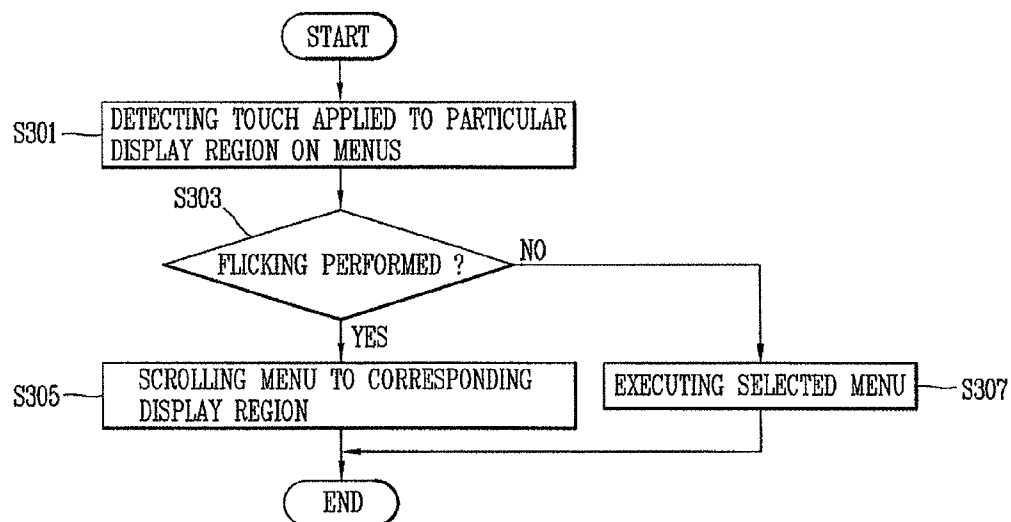 START
S301
DETECTING TOUCH APPLIED TO PARTICULAR
DISPLAY REGION ON MENUS
S303
FLICKING PERFORMED ?
NO
YES
S305
SCROLLING MENU TO CORRESPONDING
DISPLAY REGION
EXECUTING SELECTED MENU
S307
END